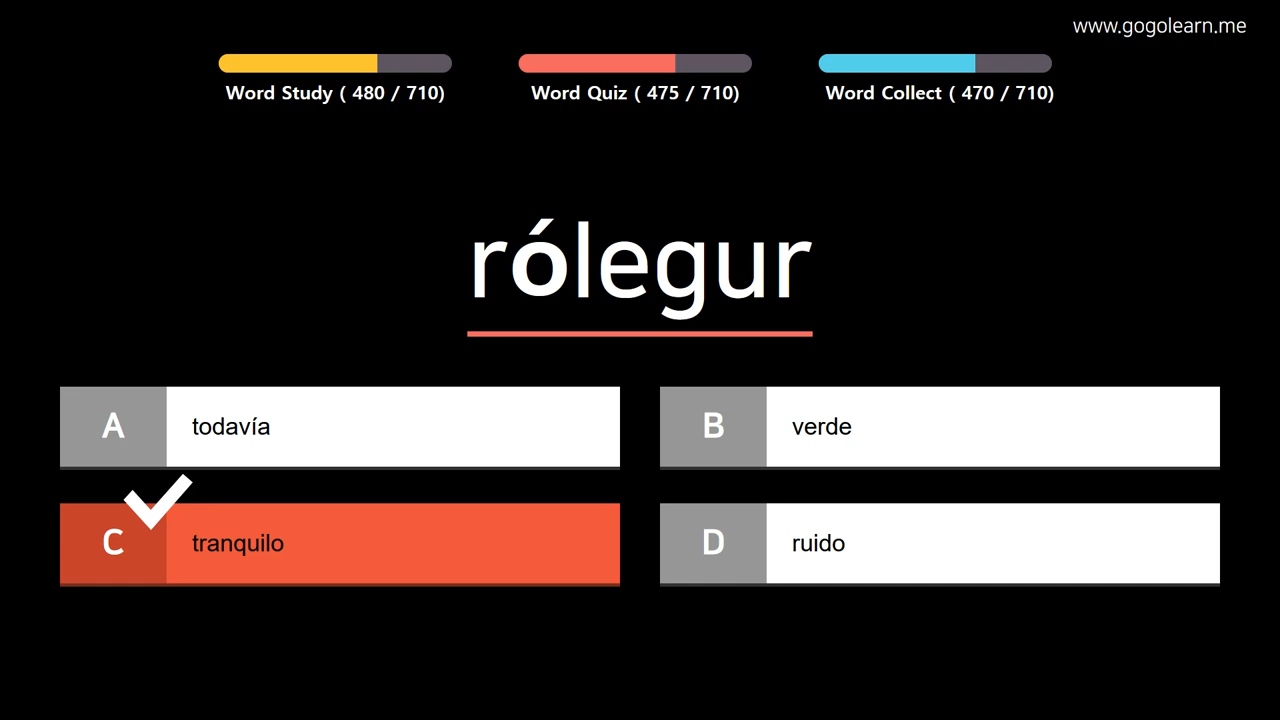 www.gogolearn.me
Word Study ( 480 / 710)
Word Quiz ( 475 / 710)
Word Collect ( 470 / 710)
rólegur
A todavía
B verde
C tranquilo
D ruido